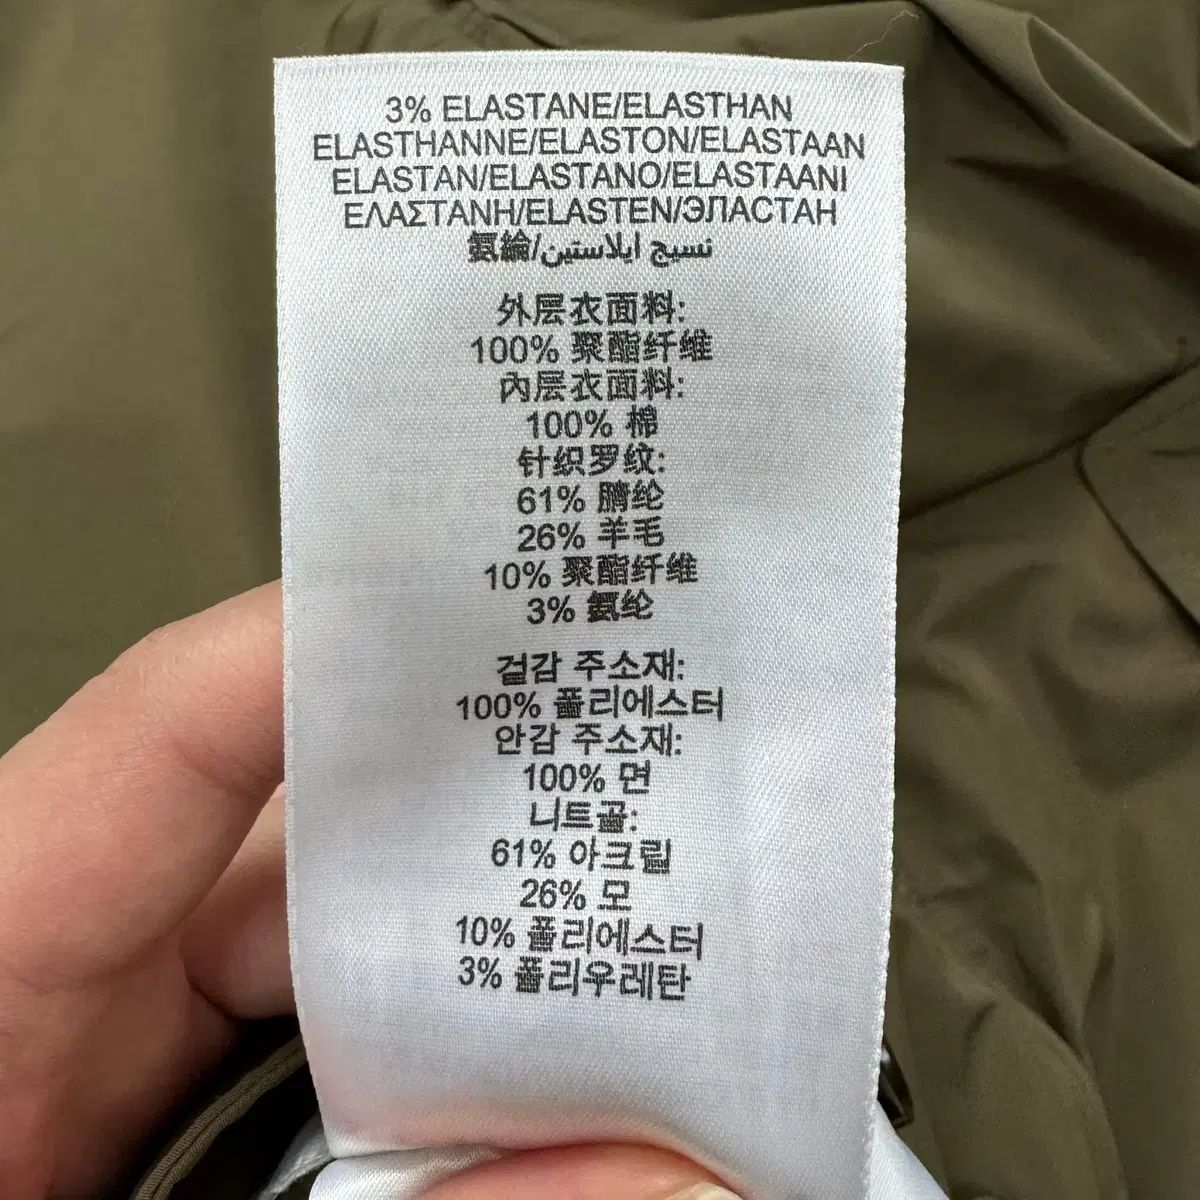 3% ELASTANE/ELASTHAN
ELASTHANNE/ELASTON/ELASTAAN
ELASTAN/ELASTANO/ELASTAANI
ΕΛΑΣΤΑΝΗ/ELASTEN/ЭЛАСТАН
氨綸/نسيج ايلاستين
外层衣面料:
100% 聚酯纤维
內层衣面料:
100% 棉
针织罗纹:
61% 腈纶
26% 羊毛
10% 聚酯纤维
3% 氨纶
겉감 주소재:
100% 폴리에스터
안감 주소재:
100% 면
니트골:
61% 아크릴
26% 모
10% 폴리에스터
3% 폴리우레탄